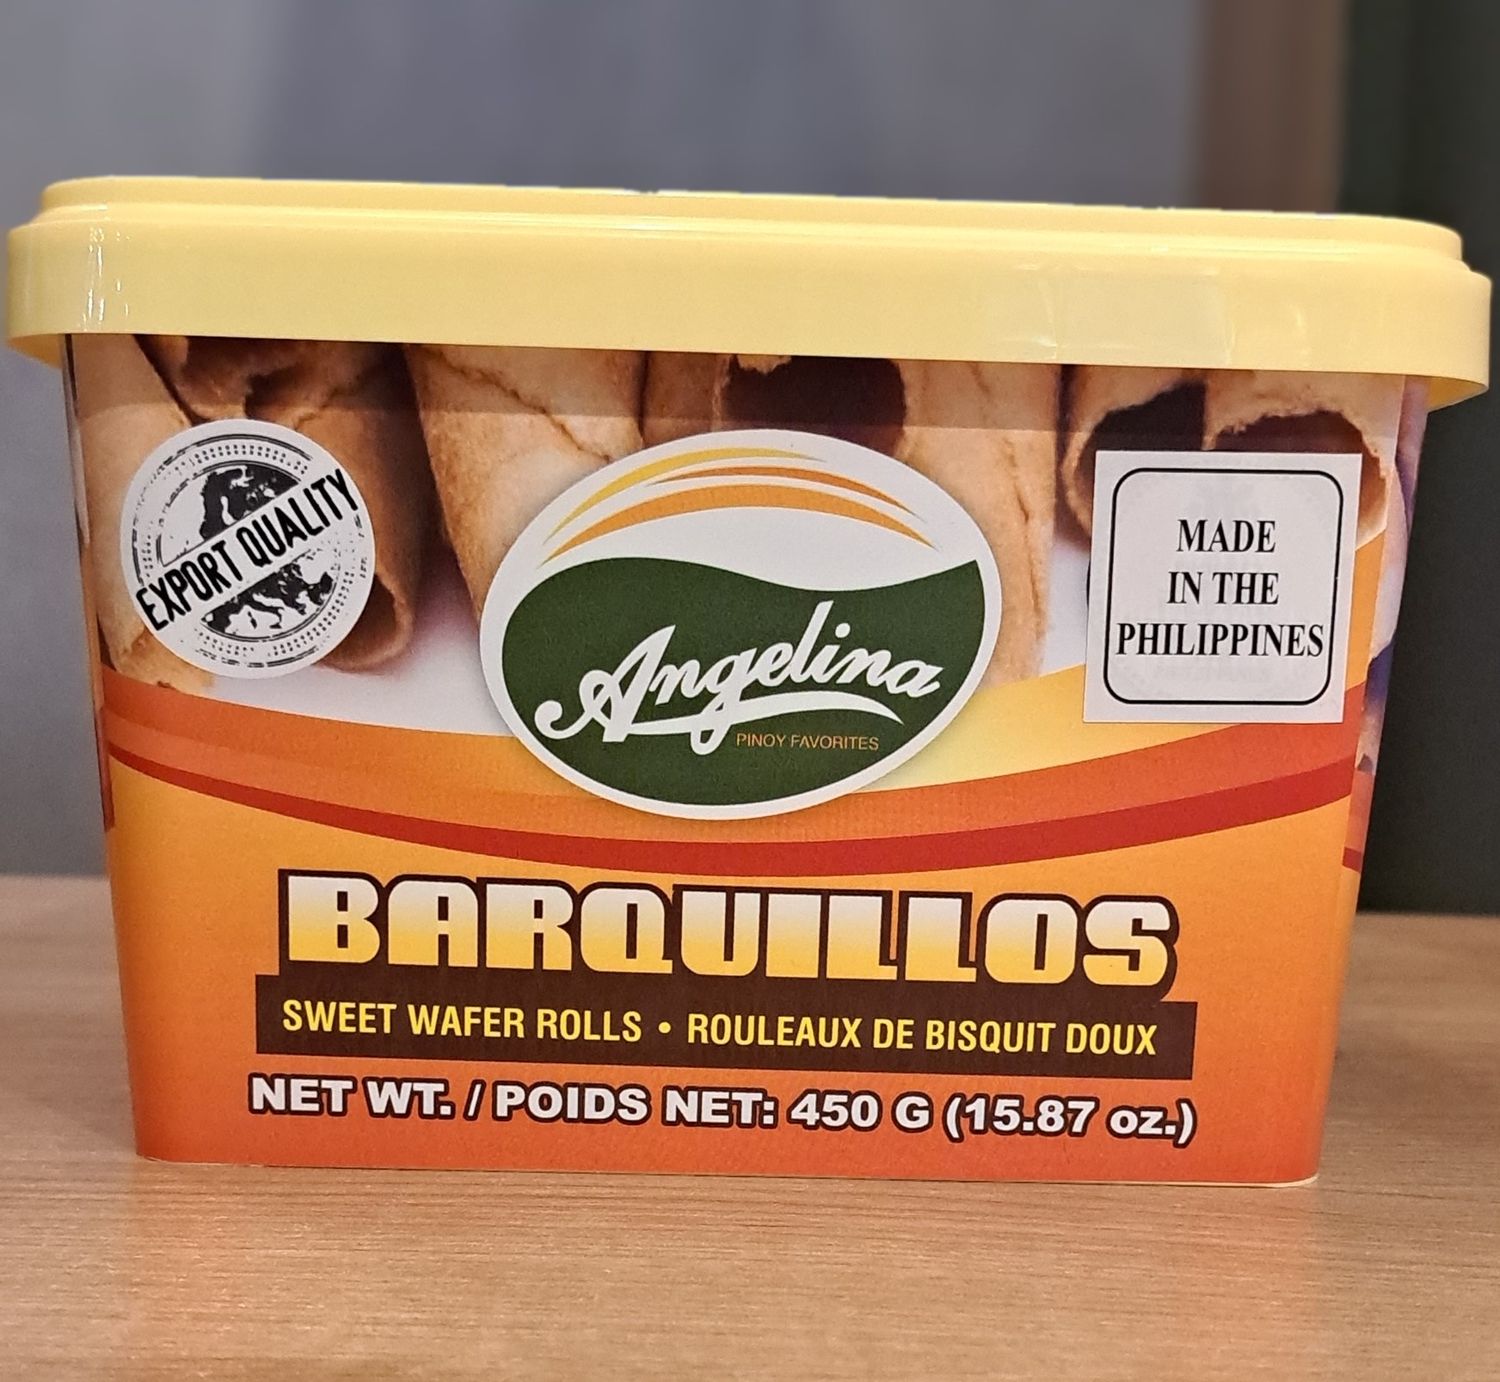 EXPORT QUALITY
Angelina
PINOY FAVORITES
MADE
IN THE
PHILIPPINES
BARQUILLOS
SWEET WAFER ROLLS • ROULEAUX DE BISQUIT DOUX
NET WT. / POIDS NET: 450 G (15.87 oz.)